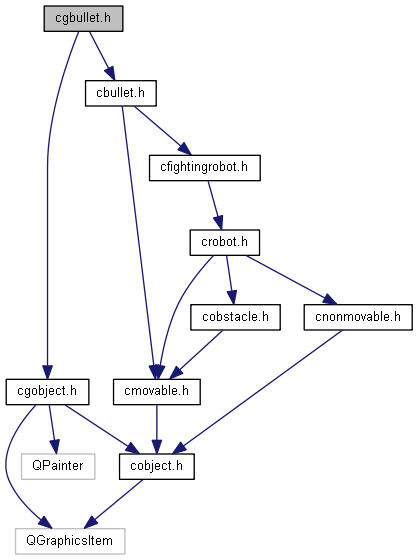 cgbullet.h
cbullet.h
cfightingrobot.h
crobot.h
cobstacle.h
cnonmovable.h
cgobject.h
cmovable.h
QPainter
cobject.h
QGraphicsItem